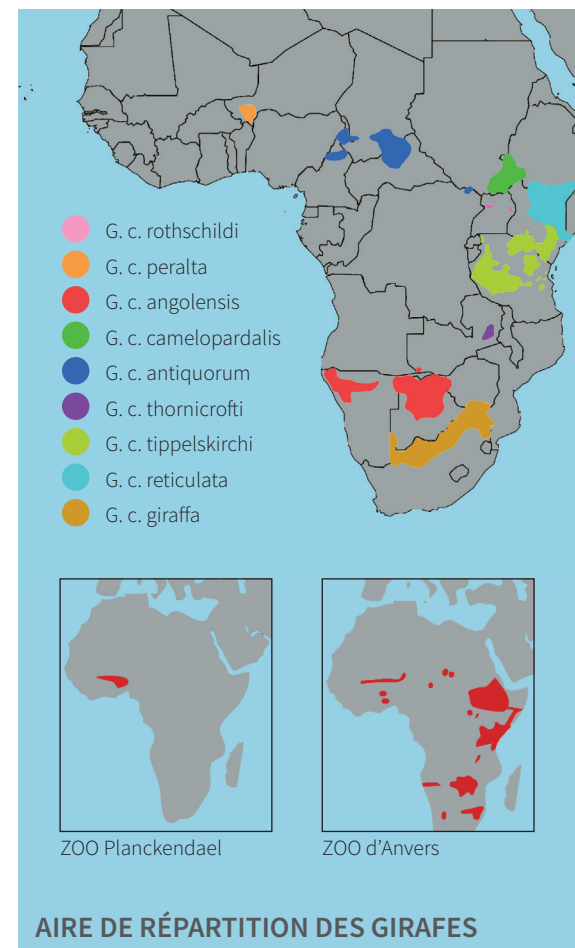 G. c. rothschildi
G. c. peralta
G. c. angolensis
G. c. camelopardalis
G. c. antiquorum
G. c. thornicrofti
G. c. tippelskirchi
G. c. reticulata
G. c. giraffa
ZOO Planckendael
ZOO d'Anvers
AIRE DE RÉPARTITION DES GIRAFES